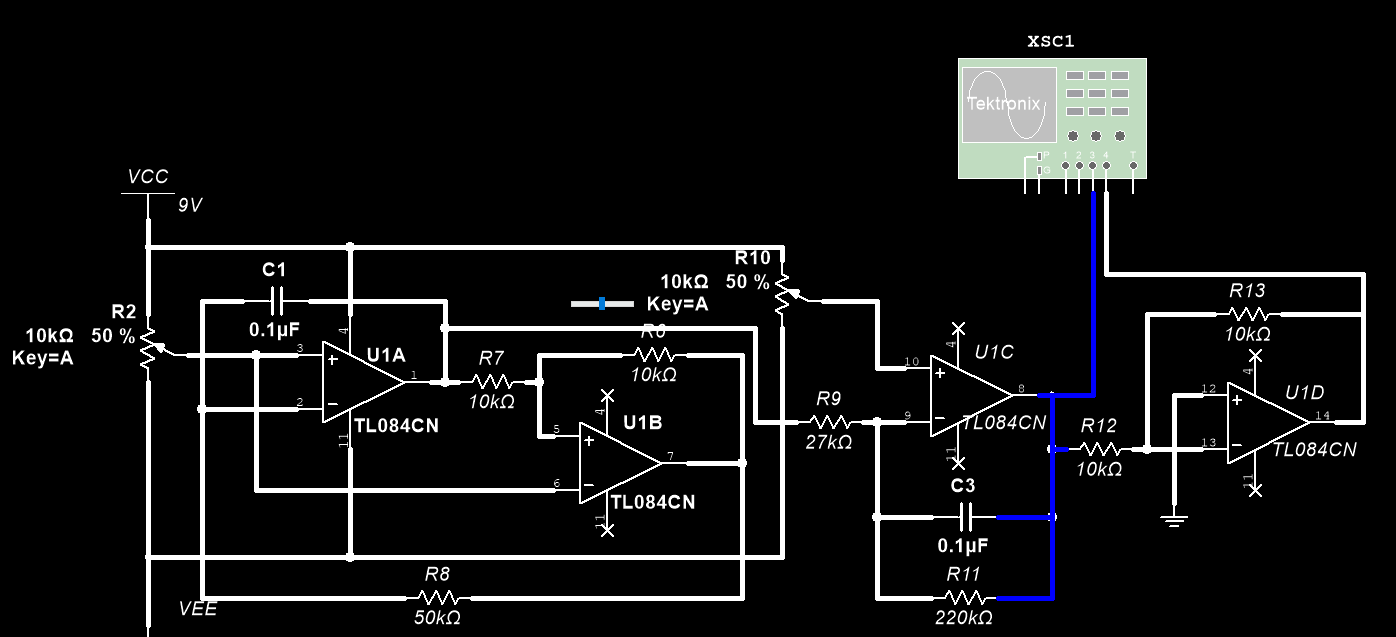 XSC1
Tektronix
P
G
1 2 3 4 T
VCC
9V
R10
10kΩ 50 %
Key=A
C1
0.1µF
R2
10kΩ 50 %
Key=A
3
2
4
11
1
U1A
TL084CN
R7
10kΩ
R6
10kΩ
U1B
5
6
4
11
7
TL084CN
R8
50kΩ
VEE
R9
27kΩ
10
9
4
11
8
U1C
TL084CN
C3
0.1µF
R11
220kΩ
R12
10kΩ
R13
10kΩ
12
13
4
11
14
U1D
TL084CN